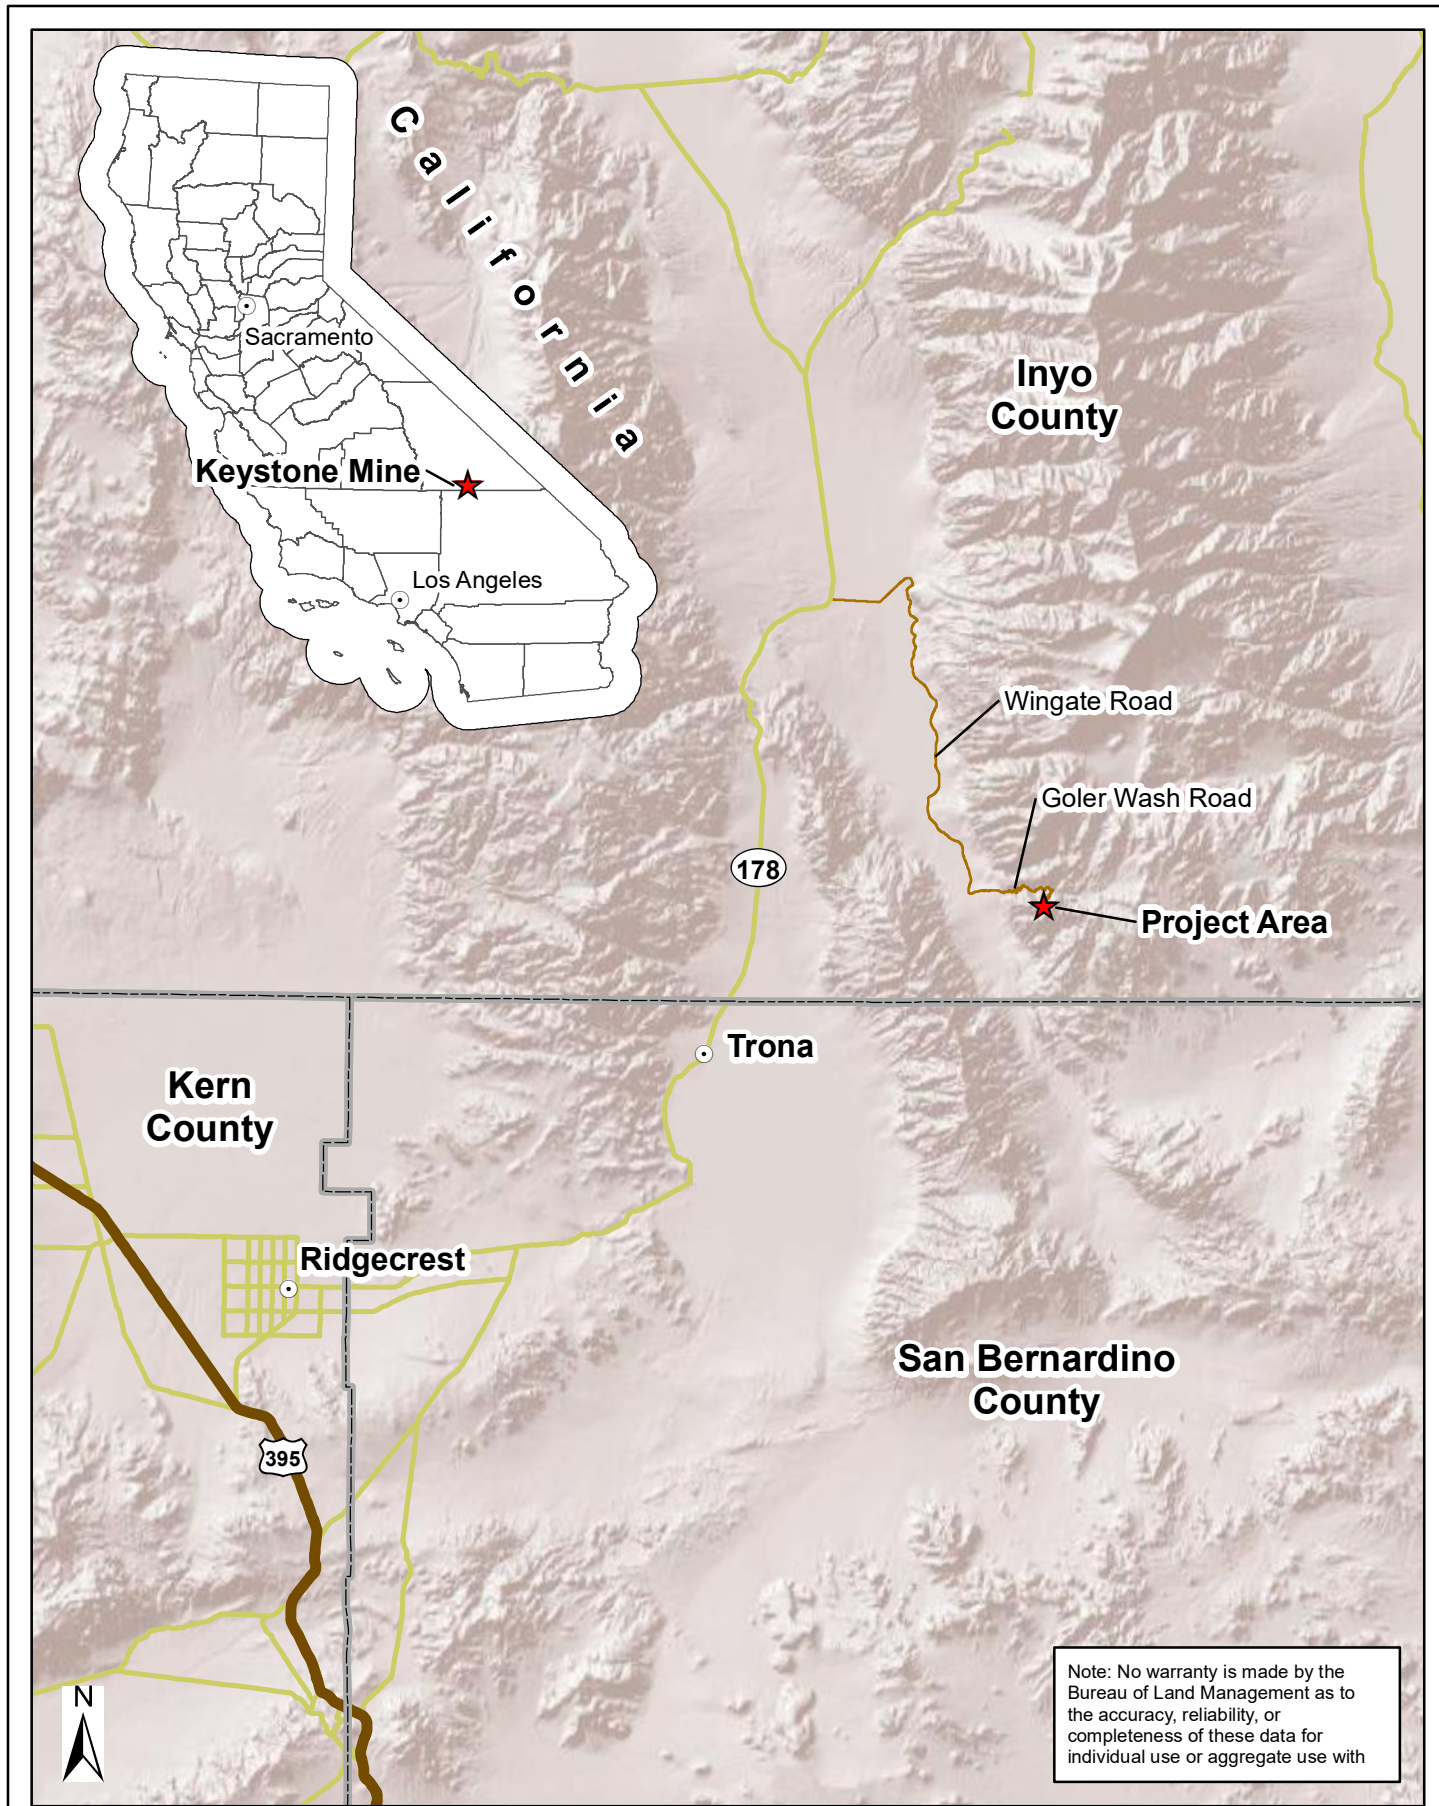 California
Sacramento
Keystone Mine
Los Angeles
Inyo
County
Wingate Road
Goler Wash Road
178
Project Area
Trona
Kern
County
Ridgecrest
San Bernardino
County
395
N
Note: No warranty is made by the
Bureau of Land Management as to
the accuracy, reliability, or
completeness of these data for
individual use or aggregate use with